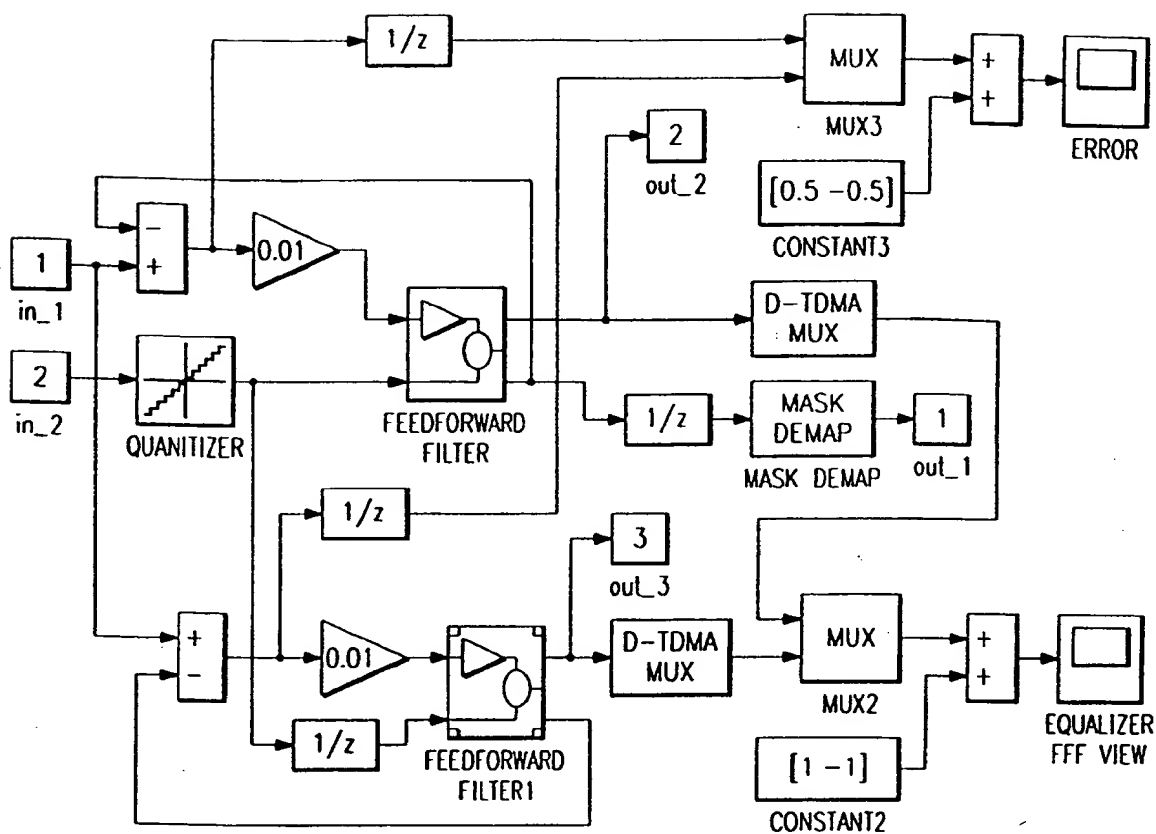 1/z
MUX
MUX3
+
+
ERROR
2
out_2
[0.5 -0.5]
CONSTANT3
-
+
0.01
1
in_1
D-TDMA
MUX
2
in_2
QUANITIZER
FEEDFORWARD
FILTER
1/z
MASK
DEMAP
MASK DEMAP
1
out_1
1/z
3
out_3
+
-
0.01
D-TDMA
MUX
MUX
MUX2
+
+
1/z
FEEDFORWARD
FILTER1
EQUALIZER
FFF VIEW
[1 -1]
CONSTANT2